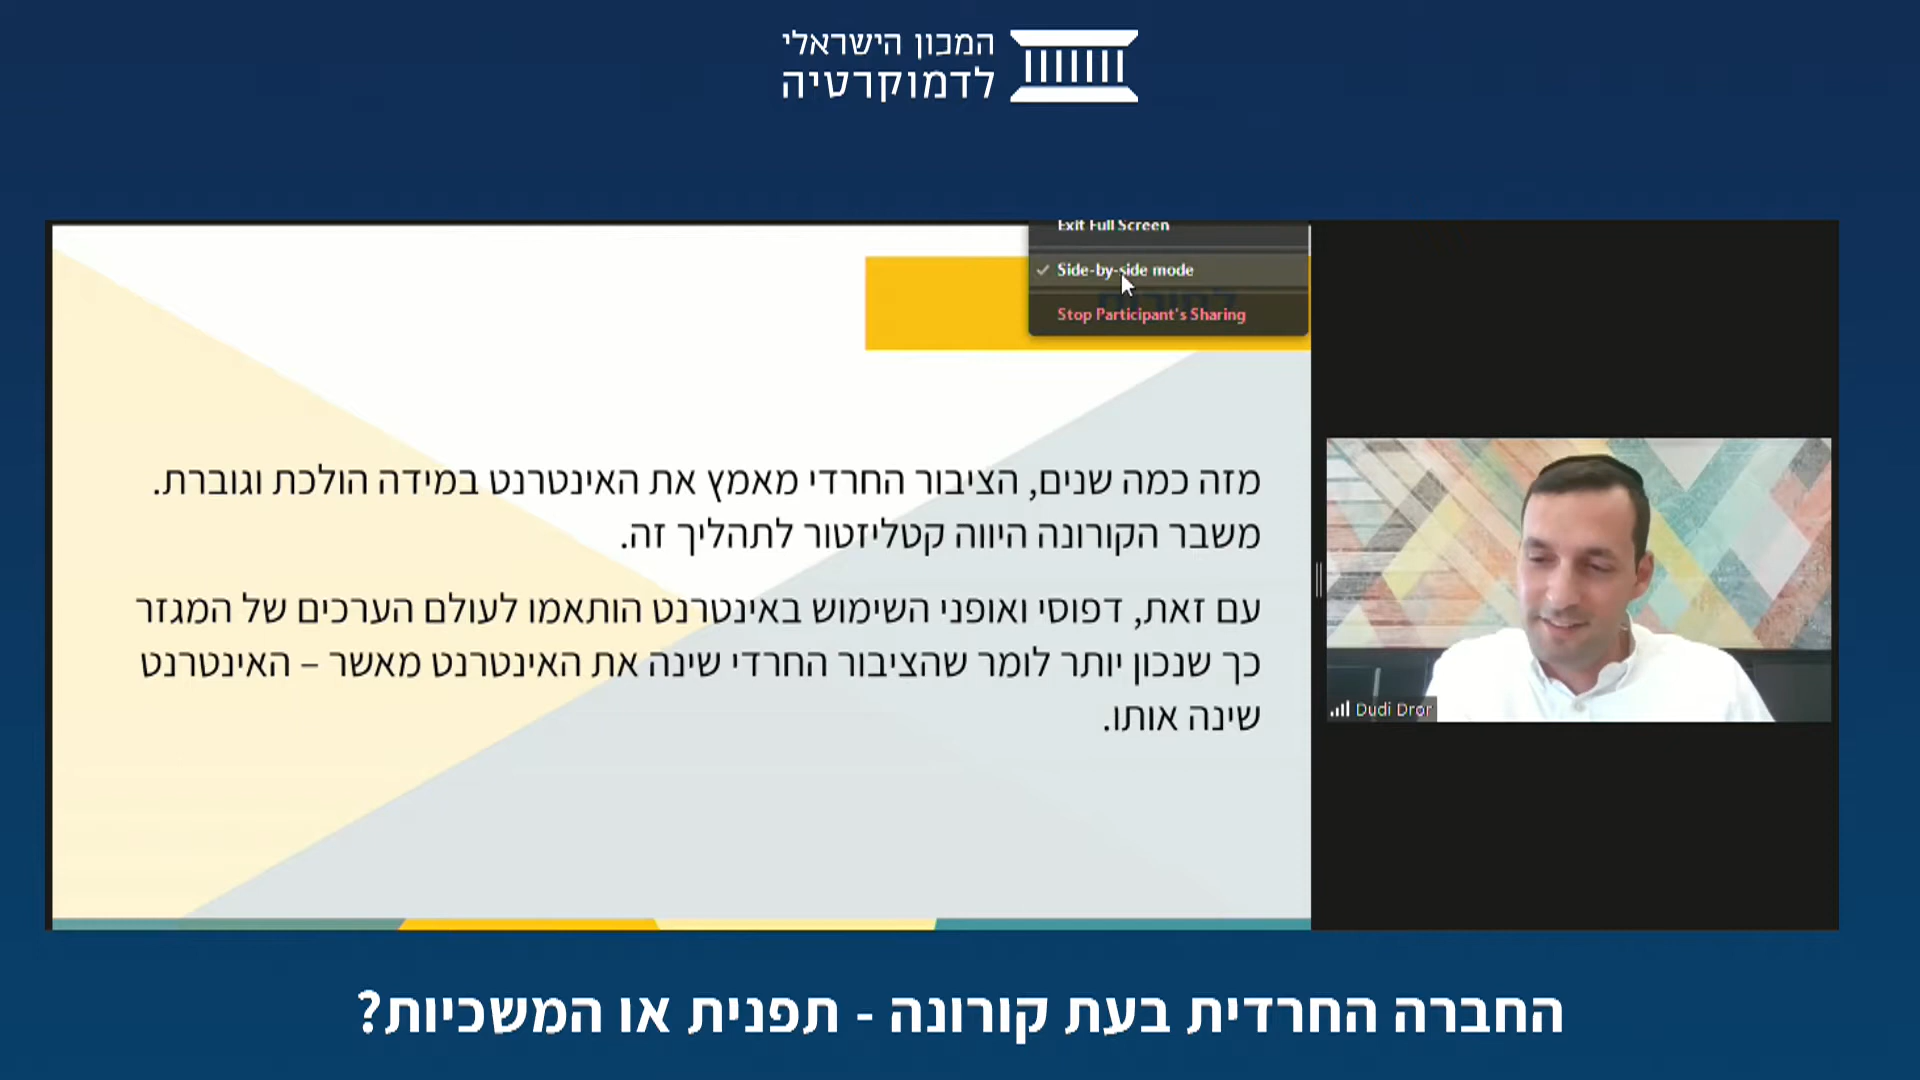 המכון הישראלי
לדמוקרטיה
Exit Full Screen
Side-by-side mode
Stop Participant's Sharing
מזה כמה שנים, הציבור החרדי מאמץ את האינטרנט במידה הולכת וגוברת.
משבר הקורונה היווה קטליזטור לתהליך זה.
עם זאת, דפוסי ואופני השימוש באינטרנט הותאמו לעולם הערכים של המגזר
כך שנכון יותר לומר שהציבור החרדי שינה את האינטרנט מאשר – האינטרנט
שינה אותו.
Dudi Dror
החברה החרדית בעת קורונה - תפנית או המשכיות?